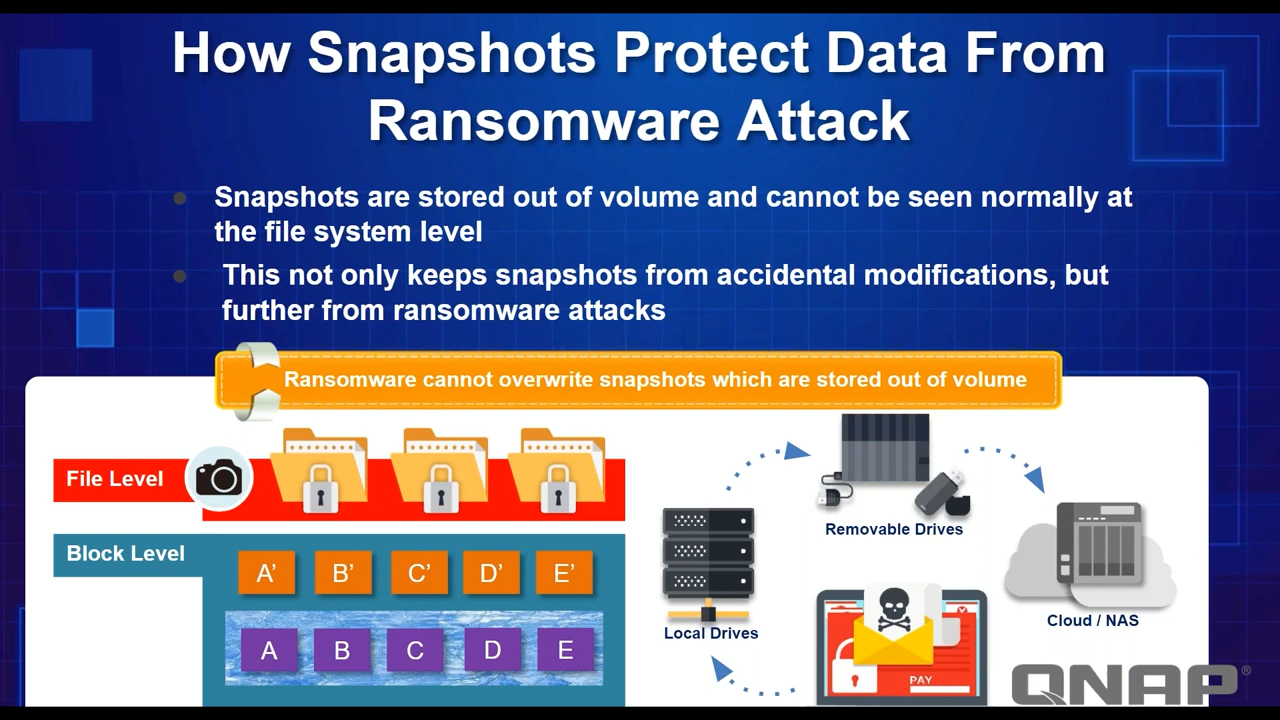 How Snapshots Protect Data From
Ransomware Attack
Snapshots are stored out of volume and cannot be seen normally at
the file system level
This not only keeps snapshots from accidental modifications, but
further from ransomware attacks
Ransomware cannot overwrite snapshots which are stored out of volume
File Level
Block Level
A’ B’ C’ D’ E’
A B C D E
Removable Drives
Local Drives
Cloud / NAS
PAY
QNAP®